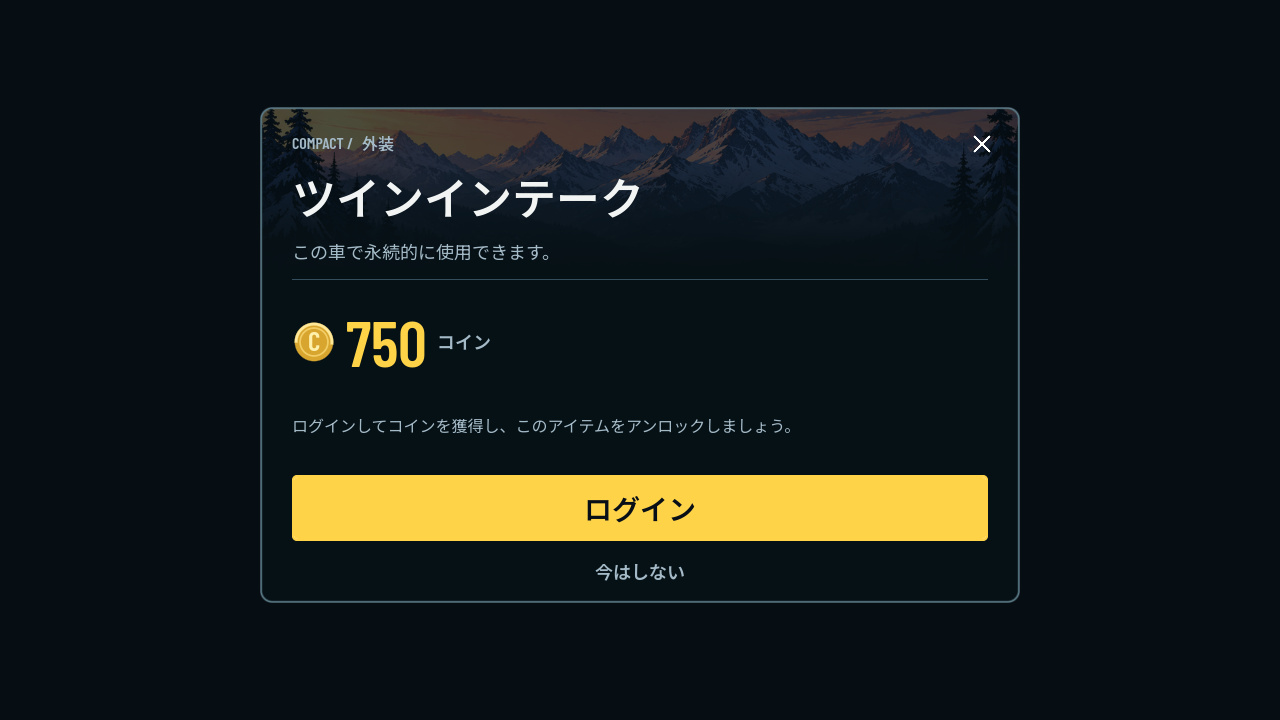 COMPACT / 外装
ツインインテーク
この車で永続的に使用できます。
C 750 コイン
ログインしてコインを獲得し、このアイテムをアンロックしましょう。
ログイン
今はしない